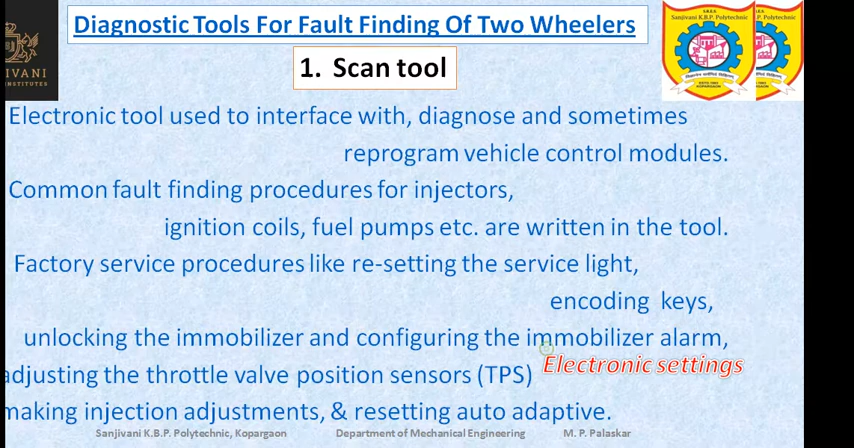 Diagnostic Tools For Fault Finding Of Two Wheelers
1. Scan tool
Electronic tool used to interface with, diagnose and sometimes
reprogram vehicle control modules.
Common fault finding procedures for injectors,
ignition coils, fuel pumps etc. are written in the tool.
Factory service procedures like re-setting the service light,
encoding keys,
unlocking the immobilizer and configuring the immobilizer alarm,
Electronic settings
adjusting the throttle valve position sensors (TPS)
making injection adjustments, & resetting auto adaptive.
Sanjivani K.B.P. Polytechnic, Kopargaon Department of Mechanical Engineering M. P. Palaskar
Sanjivani K.B.P. Polytechnic
K.B.P. Polytechnic